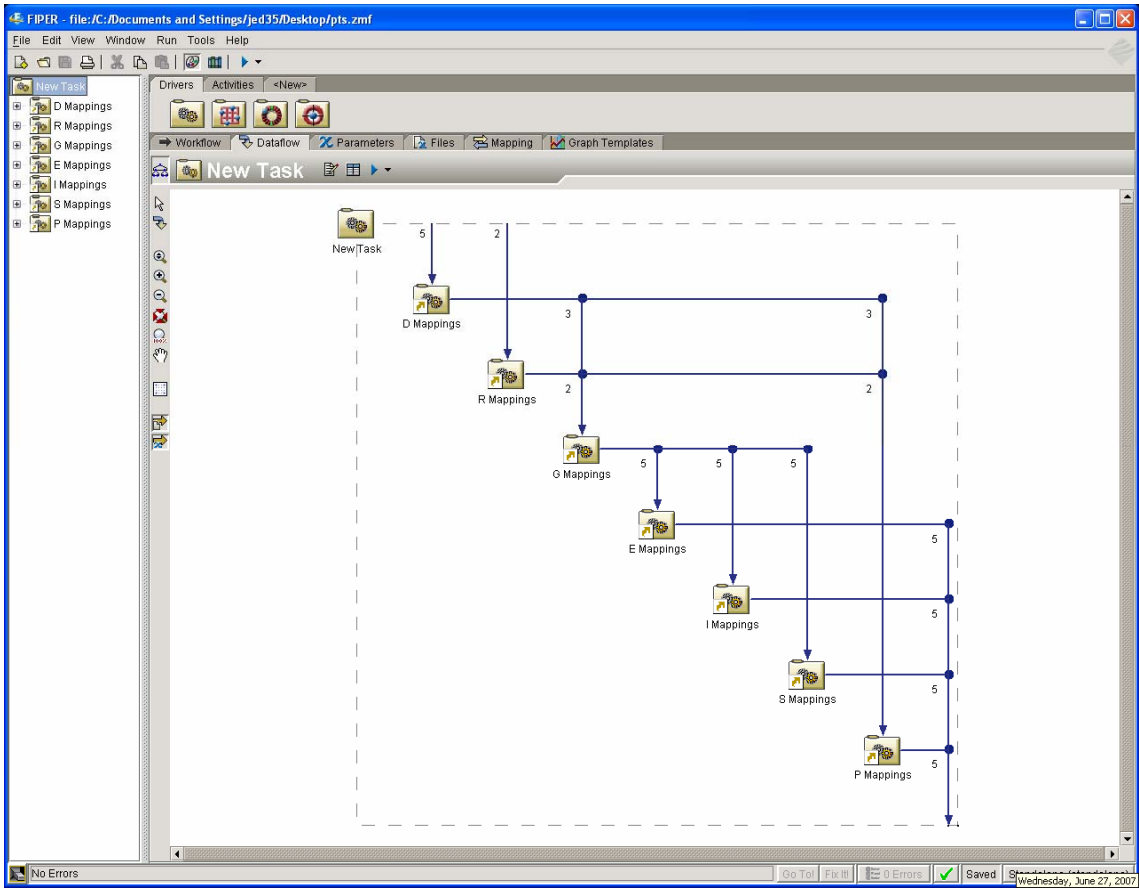 FIPER - file:/C:/Documents and Settings/jed35/Desktop/pts.zmf
File Edit View Window Run Tools Help
New Task
D Mappings
R Mappings
G Mappings
E Mappings
I Mappings
S Mappings
P Mappings
Drivers Activities <New>
Workflow Dataflow Parameters Files Mapping Graph Templates
New Task
New Task
5 2
D Mappings
3 3
R Mappings
2 2
G Mappings
5 5 5
E Mappings
5
I Mappings
5
S Mappings
5
P Mappings
5
No Errors Go To! Fix It! 0 Errors Saved
Wednesday, June 27, 2007